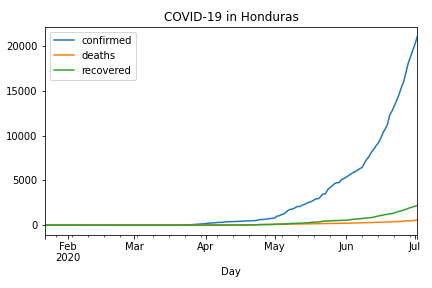 COVID-19 in Honduras
confirmed
deaths
recovered
20000
15000
10000
5000
0
Feb Mar Apr May Jun Jul
2020
Day